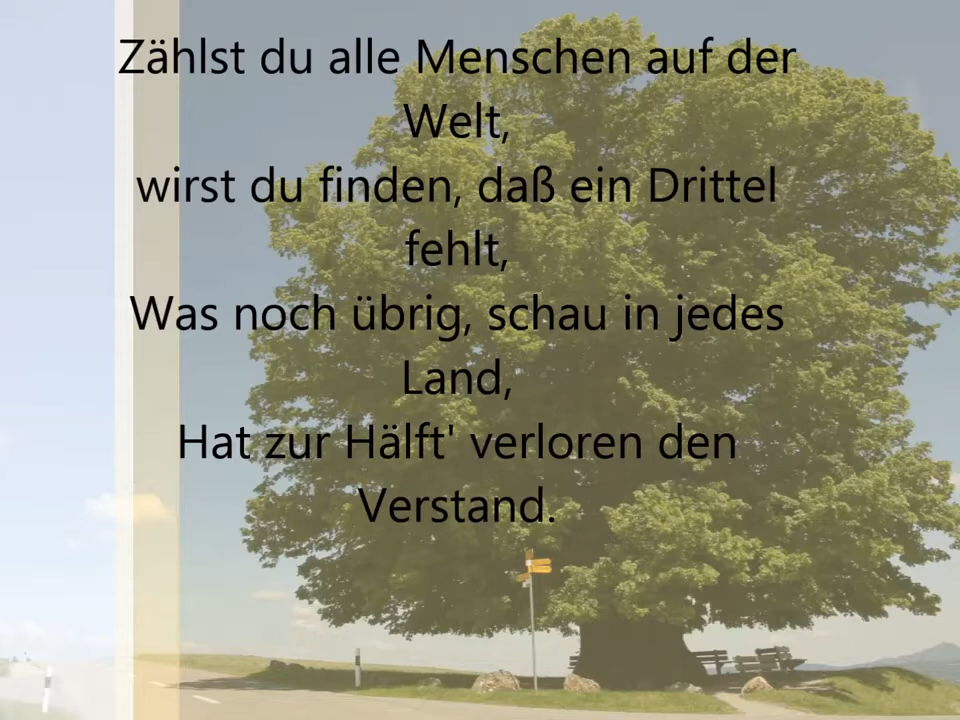 Zählst du alle Menschen auf der
Welt,
wirst du finden, daß ein Drittel
fehlt,
Was noch übrig, schau in jedes
Land,
Hat zur Hälft' verloren den
Verstand.